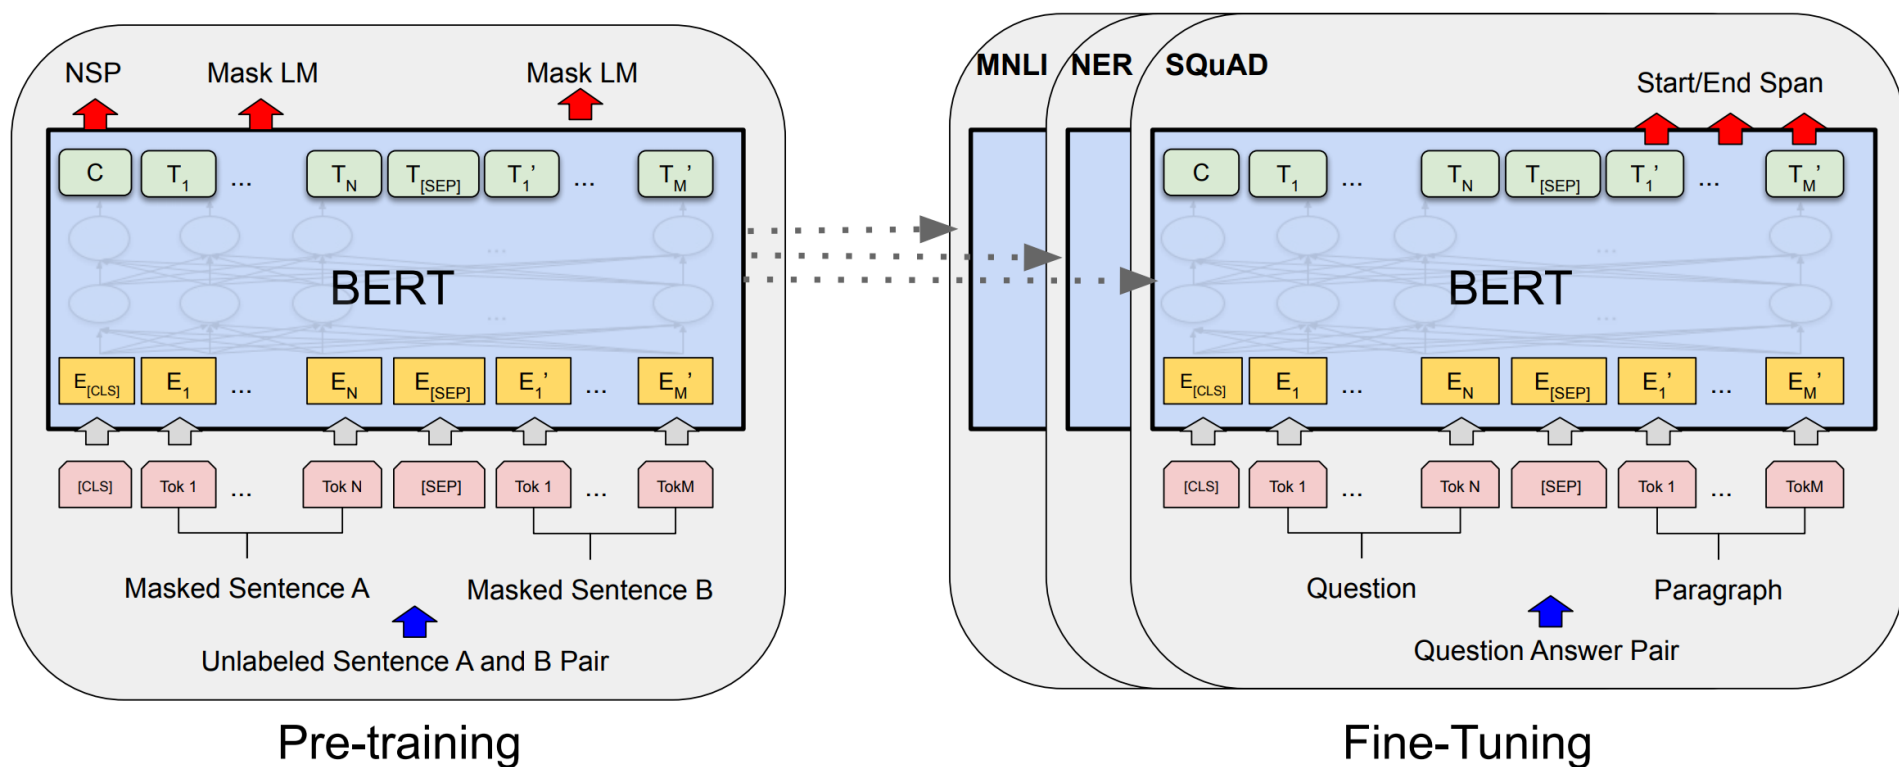 NSP Mask LM Mask LM
C T1 ... TN T[SEP] T1’ ... TM’
...
BERT
...
E[CLS] E1 ... EN E[SEP] E1’ ... EM’
[CLS] Tok 1 ... Tok N [SEP] Tok 1 ... TokM
Masked Sentence A Masked Sentence B
Unlabeled Sentence A and B Pair
Pre-training
MNLI NER SQuAD
Start/End Span
C T1 ... TN T[SEP] T1’ ... TM’
...
BERT
...
E[CLS] E1 ... EN E[SEP] E1’ ... EM’
[CLS] Tok 1 ... Tok N [SEP] Tok 1 ... TokM
Question Paragraph
Question Answer Pair
Fine-Tuning